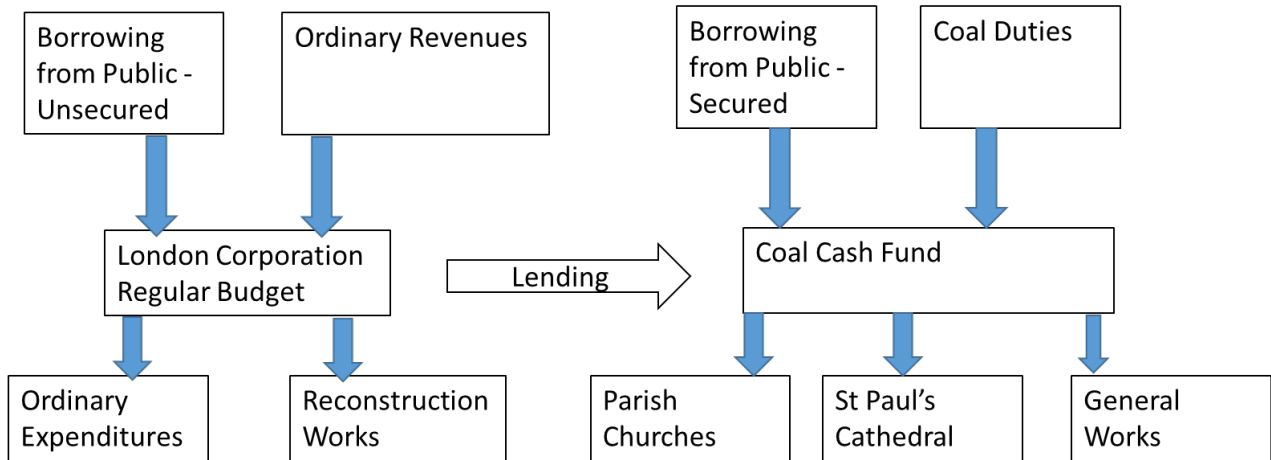 Borrowing
from Public -
Unsecured
Ordinary Revenues
Borrowing
from Public -
Secured
Coal Duties
London Corporation
Regular Budget
Lending
Coal Cash Fund
Ordinary
Expenditures
Reconstruction
Works
Parish
Churches
St Paul's
Cathedral
General
Works